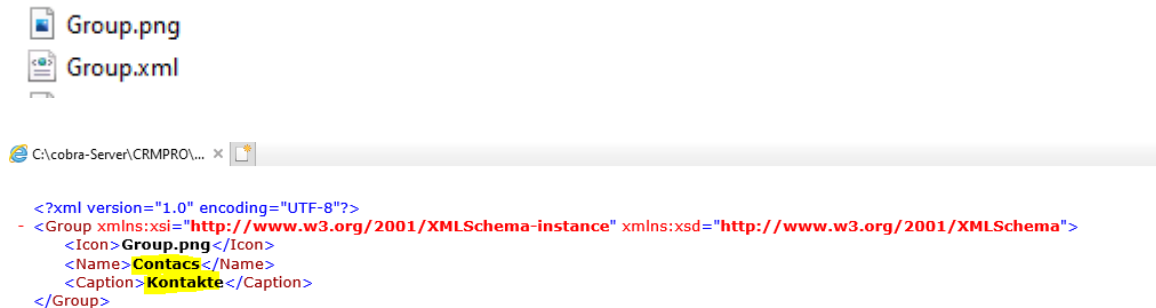 Group.png
Group.xml
C:\cobra-Server\CRMPRO\...
<?xml version="1.0" encoding="UTF-8"?>
- <Group xmlns:xsi="http://www.w3.org/2001/XMLSchema-instance" xmlns:xsd="http://www.w3.org/2001/XMLSchema">
<Icon>Group.png</Icon>
<Name>Contacs</Name>
<Caption>Kontakte</Caption>
</Group>